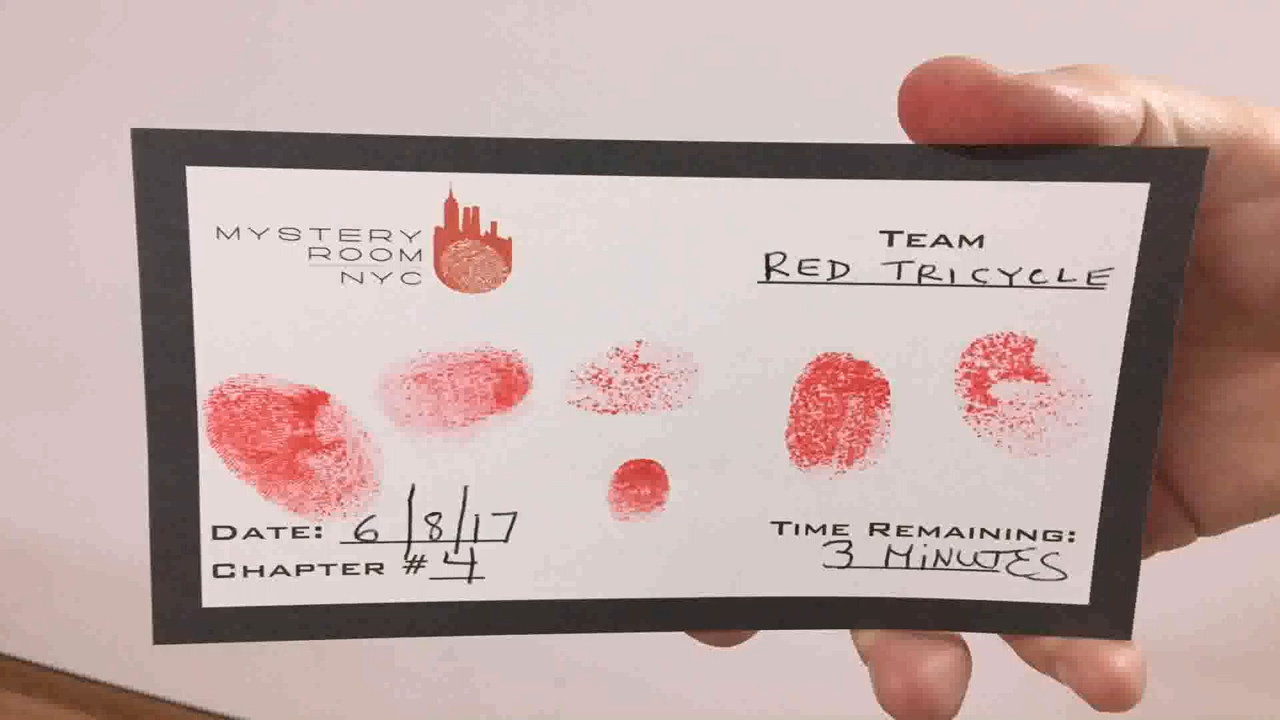 MYSTERY
ROOM
NYC
TEAM
RED TRICYCLE
DATE: 6/8/17
CHAPTER #4
TIME REMAINING:
3 MINUTES